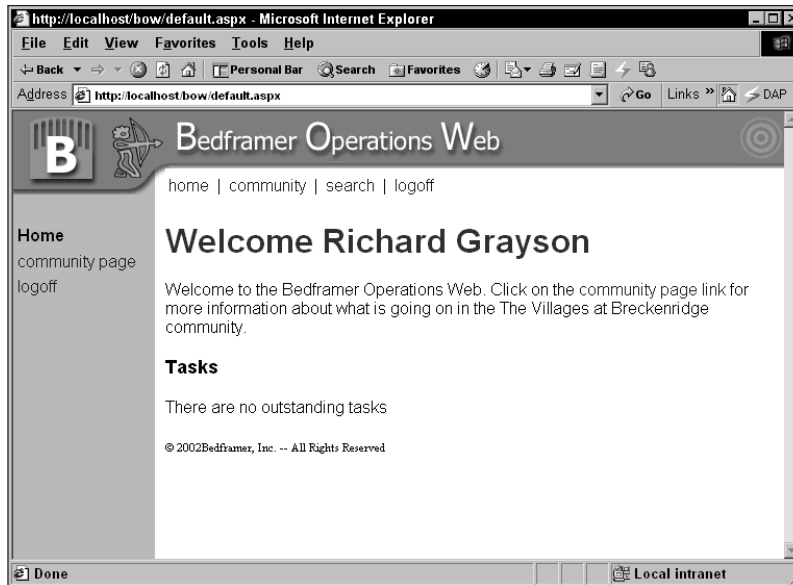 http://localhost/bow/default.aspx - Microsoft Internet Explorer
File Edit View Favorites Tools Help
Back Personal Bar Search Favorites
Address http://localhost/bow/default.aspx Go Links » DAP
B Bedframer Operations Web
home | community | search | logoff
Home
community page
logoff
Welcome Richard Grayson
Welcome to the Bedframer Operations Web. Click on the community page link for
more information about what is going on in the The Villages at Breckenridge
community.
Tasks
There are no outstanding tasks
© 2002Bedframer, Inc. -- All Rights Reserved
Done Local intranet